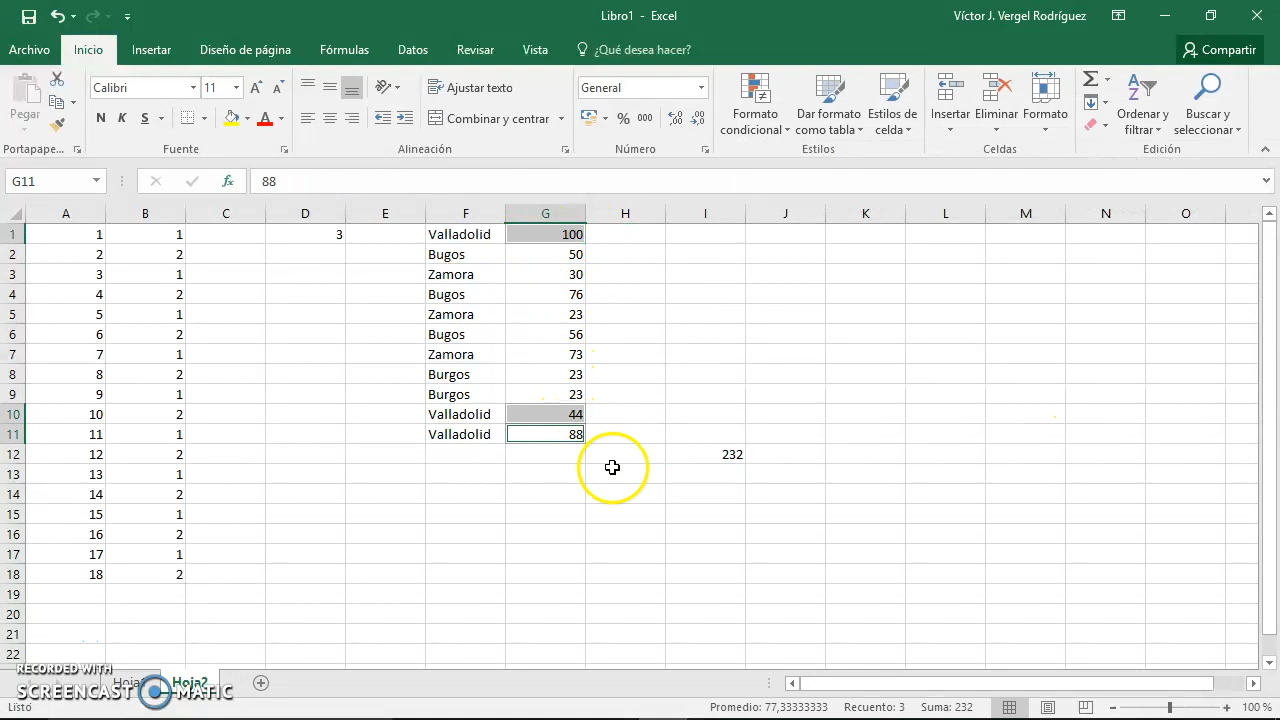 Libro1 - Excel
Víctor J. Vergel Rodríguez
Archivo Inicio Insertar Diseño de página Fórmulas Datos Revisar Vista ¿Qué desea hacer? Compartir
Pegar
Calibri 11
N K S
Ajustar texto
Combinar y centrar
General
% 000
Formato condicional
Dar formato como tabla
Estilos de celda
Insertar Eliminar Formato
Ordenar y filtrar
Buscar y seleccionar
Portapape... Fuente Alineación Número Estilos Celdas Edición
G11 fx 88
A B C D E F G H I J K L M N O
1 1 1 3 Valladolid 100
2 2 2 Bugos 50
3 3 1 Zamora 30
4 4 2 Bugos 76
5 5 1 Zamora 23
6 6 2 Bugos 56
7 7 1 Zamora 73
8 8 2 Burgos 23
9 9 1 Burgos 23
10 10 2 Valladolid 44
11 11 1 Valladolid 88
12 12 2 232
13 13 1
14 14 2
15 15 1
16 16 2
17 17 1
18 18 2
19
20
21
22
RECORDED WITH
SCREENCAST MATIC
Hoja2
Listo Promedio: 77,33333333 Recuento: 3 Suma: 232 100 %